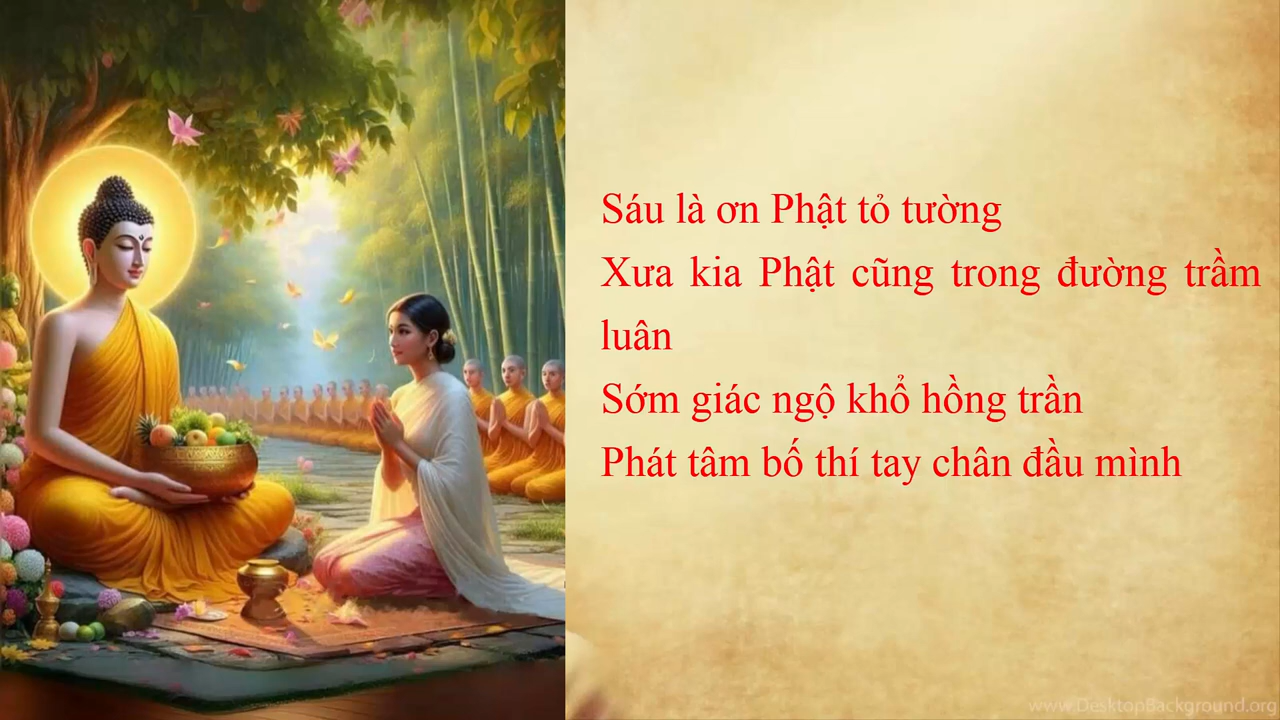 Sáu là ơn Phật tỏ tường
Xưa kia Phật cũng trong đường trầm
luân
Sớm giác ngộ khổ hồng trần
Phát tâm bố thí tay chân đầu mình
www.DesktopBackground.org